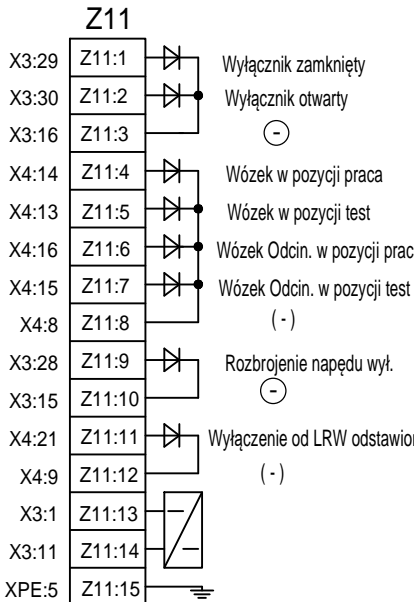 Z11
X3:29 Z11:1 Wyłącznik zamknięty
X3:30 Z11:2 Wyłącznik otwarty
X3:16 Z11:3 -
X4:14 Z11:4 Wózek w pozycji praca
X4:13 Z11:5 Wózek w pozycji test
X4:16 Z11:6 Wózek Odcin. w pozycji prac
X4:15 Z11:7 Wózek Odcin. w pozycji test
X4:8 Z11:8 (-)
X3:28 Z11:9 Rozbrojenie napędu wył.
X3:15 Z11:10 -
X4:21 Z11:11 Wyłączenie od LRW odstawion
X4:9 Z11:12 (-)
X3:1 Z11:13
X3:11 Z11:14
XPE:5 Z11:15